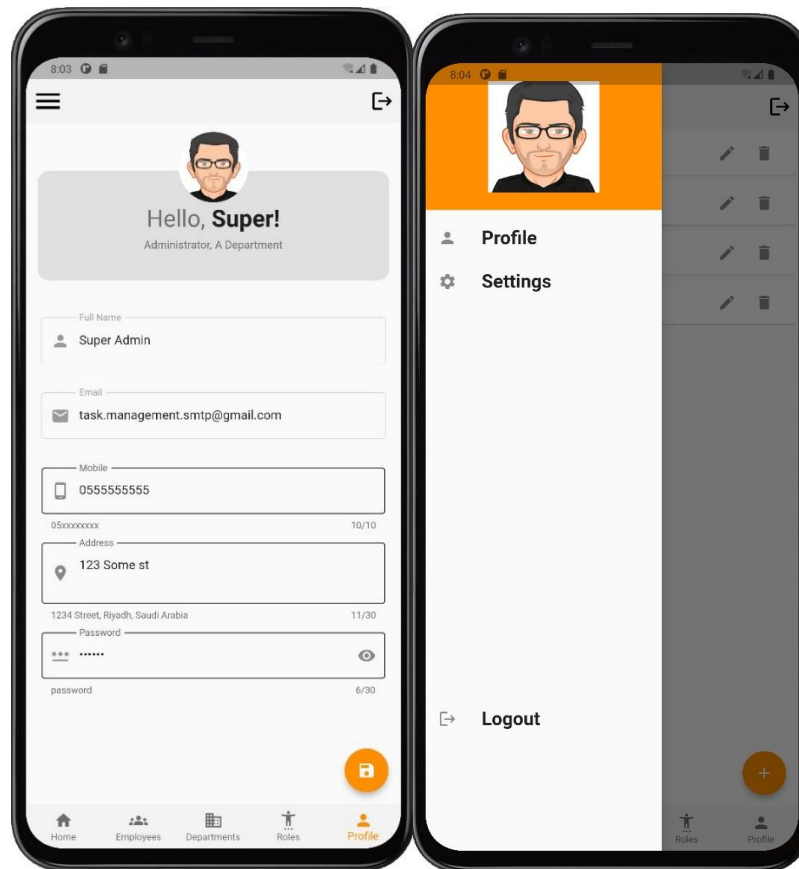 8:03
Hello, Super!
Administrator, A Department
Full Name
Super Admin
Email
task.management.smtp@gmail.com
Mobile
0555555555
05xxxxxxxx 10/10
Address
123 Some st
1234 Street, Riyadh, Saudi Arabia 11/30
Password
••••••
password 6/30
Home Employees Departments Roles Profile
8:04
Profile
Settings
Logout
Roles Profile